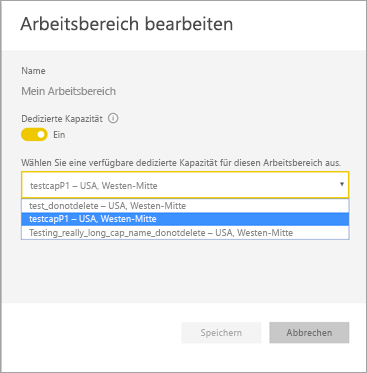 Arbeitsbereich bearbeiten
Name
Mein Arbeitsbereich
Dedizierte Kapazität
Ein
Wählen Sie eine verfügbare dedizierte Kapazität für diesen Arbeitsbereich aus.
testcapP1 – USA, Westen-Mitte
test_donotdelete – USA, Westen-Mitte
testcapP1 – USA, Westen-Mitte
Testing_really_long_cap_name_donotdelete – USA, Westen-Mitte
Speichern
Abbrechen